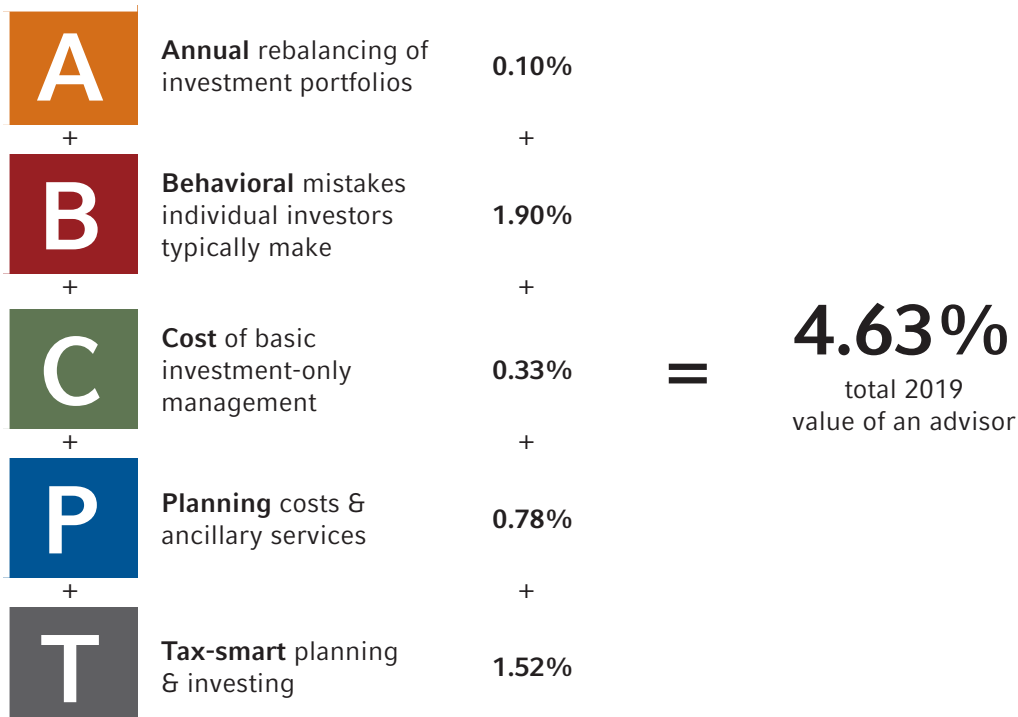 A
Annual rebalancing of
investment portfolios
0.10%
+
+
B
Behavioral mistakes
individual investors
typically make
1.90%
+
+
C
Cost of basic
investment-only
management
0.33%
=
4.63%
total 2019
value of an advisor
+
+
P
Planning costs &
ancillary services
0.78%
+
+
T
Tax-smart planning
& investing
1.52%